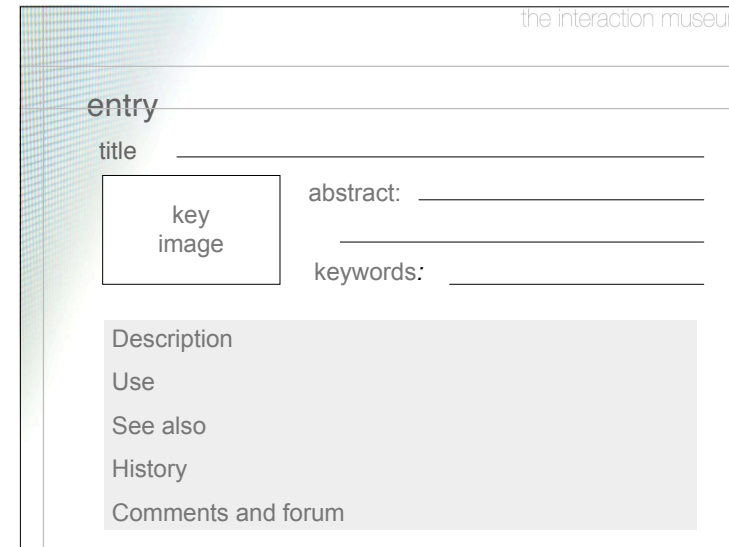 the interaction museu
entry
title
key
image
abstract:
keywords:
Description
Use
See also
History
Comments and forum